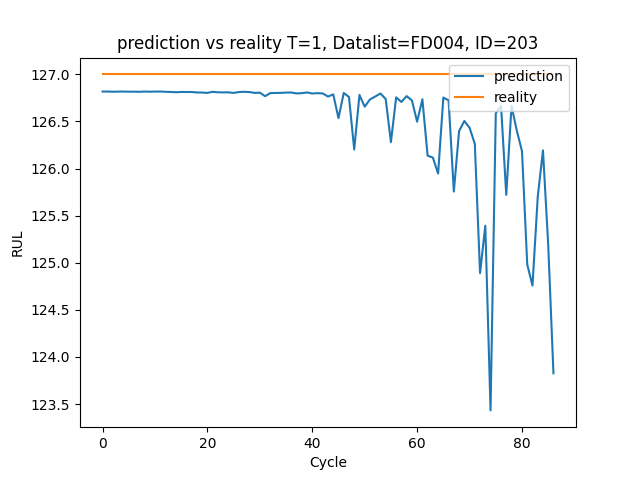 prediction vs reality T=1, Datalist=FD004, ID=203
prediction
reality
127.0
126.5
126.0
125.5
125.0
124.5
124.0
123.5
RUL
0 20 40 60 80
Cycle